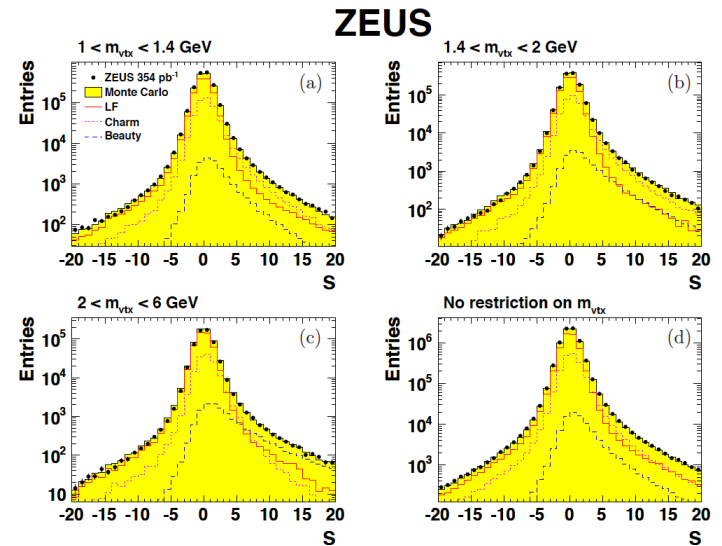 ZEUS
1 < m_vtx < 1.4 GeV
Entries
(a)
ZEUS 354 pb⁻¹
Monte Carlo
LF
Charm
Beauty
10⁵
10⁴
10³
10²
-20 -15 -10 -5 0 5 10 15 20
S
1.4 < m_vtx < 2 GeV
Entries
(b)
10⁵
10⁴
10³
10²
-20 -15 -10 -5 0 5 10 15 20
S
2 < m_vtx < 6 GeV
Entries
(c)
10⁵
10⁴
10³
10²
10
-20 -15 -10 -5 0 5 10 15 20
S
No restriction on m_vtx
Entries
(d)
10⁶
10⁵
10⁴
10³
-20 -15 -10 -5 0 5 10 15 20
S